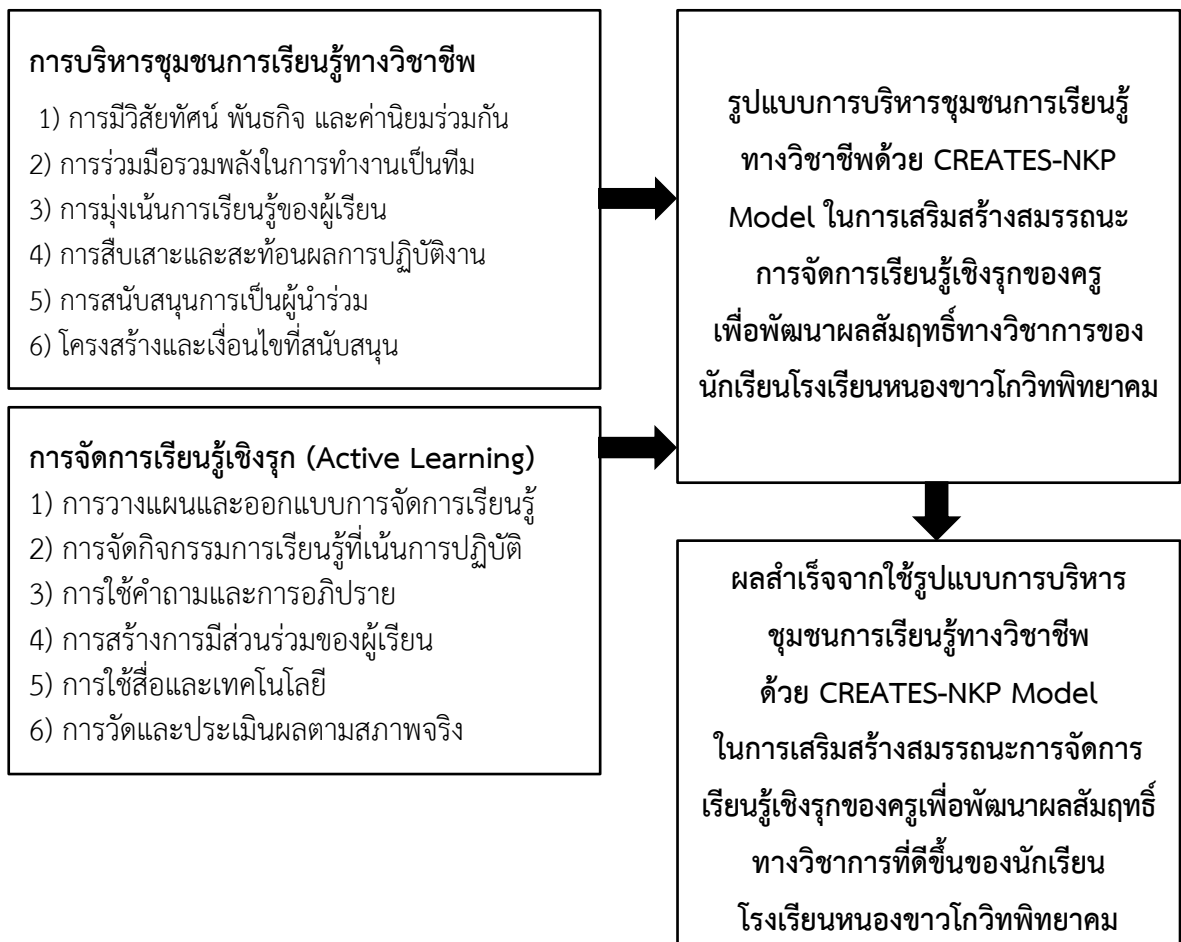 การบริหารชุมชนการเรียนรู้ทางวิชาชีพ
1) การมีวิสัยทัศน์ พันธกิจ และค่านิยมร่วมกัน
2) การร่วมมือรวมพลังในการทำงานเป็นทีม
3) การมุ่งเน้นการเรียนรู้ของผู้เรียน
4) การสืบเสาะและสะท้อนผลการปฏิบัติงาน
5) การสนับสนุนการเป็นผู้นำร่วม
6) โครงสร้างและเงื่อนไขที่สนับสนุน
การจัดการเรียนรู้เชิงรุก (Active Learning)
1) การวางแผนและออกแบบการจัดการเรียนรู้
2) การจัดกิจกรรมการเรียนรู้ที่เน้นการปฏิบัติ
3) การใช้คำถามและการอภิปราย
4) การสร้างการมีส่วนร่วมของผู้เรียน
5) การใช้สื่อและเทคโนโลยี
6) การวัดและประเมินผลตามสภาพจริง
รูปแบบการบริหารชุมชนการเรียนรู้
ทางวิชาชีพด้วย CREATES-NKP
Model ในการเสริมสร้างสมรรถนะ
การจัดการเรียนรู้เชิงรุกของครู
เพื่อพัฒนาผลสัมฤทธิ์ทางวิชาการของ
นักเรียนโรงเรียนหนองขาวโกวิทพิทยาคม
ผลสำเร็จจากใช้รูปแบบการบริหาร
ชุมชนการเรียนรู้ทางวิชาชีพ
ด้วย CREATES-NKP Model
ในการเสริมสร้างสมรรถนะการจัดการ
เรียนรู้เชิงรุกของครูเพื่อพัฒนาผลสัมฤทธิ์
ทางวิชาการที่ดีขึ้นของนักเรียน
โรงเรียนหนองขาวโกวิทพิทยาคม